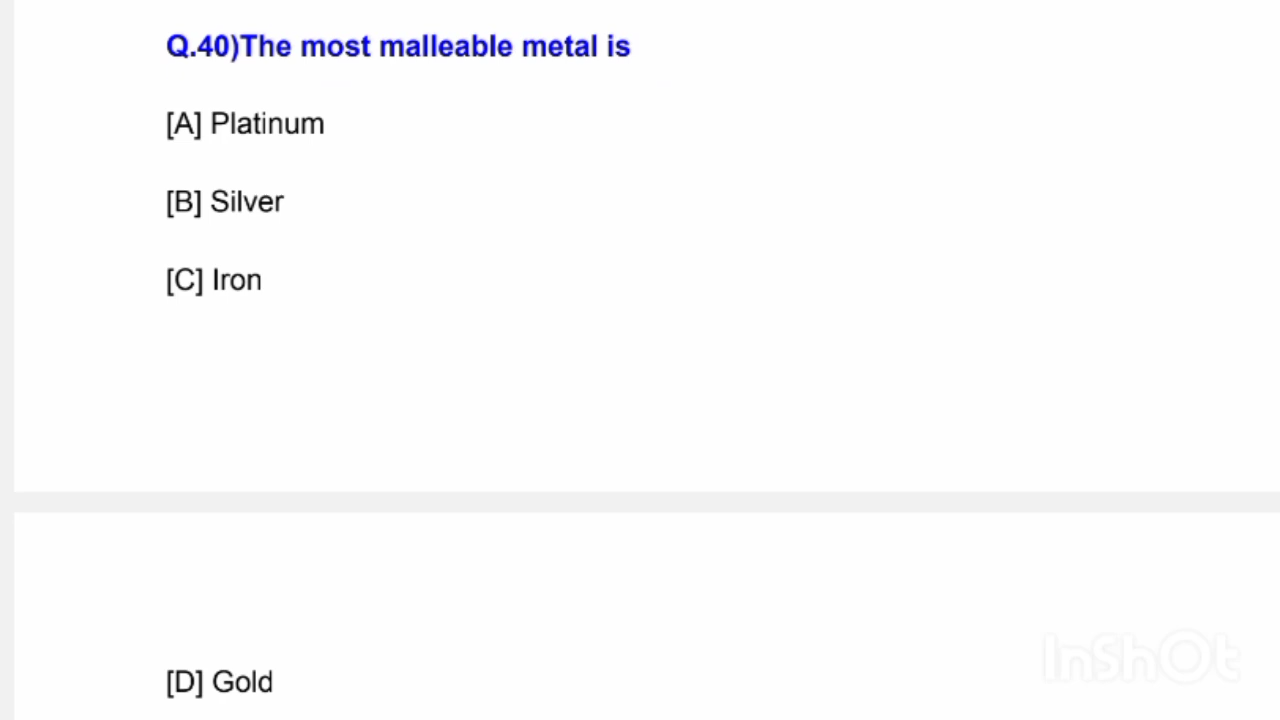 Q.40)The most malleable metal is
[A] Platinum
[B] Silver
[C] Iron
[D] Gold
InShOt